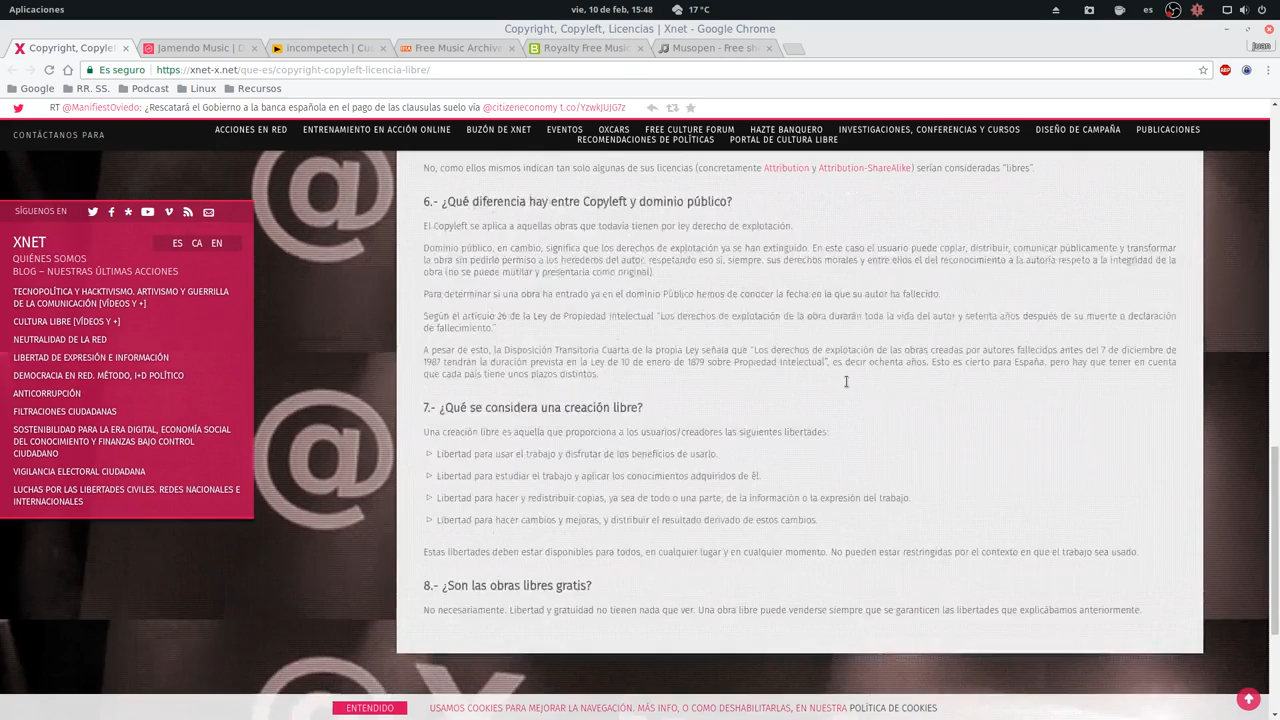 Aplicaciones
vie, 10 de feb, 15:48
17 °C
es
Copyright, Copyleft, Licencias | Xnet - Google Chrome
Copyright, Copylef
Jamendo Music | D
incompetech | Cus
Free Music Archive
Royalty Free Music
Musopen - Free sh
Juan
Es seguro
https://xnet-x.net/que-es/copyright-copyleft-licencia-libre/
ABP
Google
RR. SS.
Podcast
Linux
Recursos
RT @ManifiestOviedo: ¿Rescatará el Gobierno a la banca española en el pago de las clausulas suelo vía @citizeneconomy t.co/YzwkJUJG7z
CONTÁCTANOS PARA
ACCIONES EN RED
ENTRENAMIENTO EN ACCIÓN ONLINE
BUZÓN DE XNET
EVENTOS
OXCARS
FREE CULTURE FORUM
HAZTE BANQUERO
INVESTIGACIONES, CONFERENCIAS Y CURSOS
DISEÑO DE CAMPAÑA
PUBLICACIONES
RECOMENDACIONES DE POLÍTICAS
PORTAL DE CULTURA LIBRE
SÍGUENOS EN
XNET
ES CA EN
QUIÉNES SOMOS
BLOG – NUESTRAS ÚLTIMAS ACCIONES
TECNOPOLÍTICA Y HACKTIVISMO. ARTIVISMO Y GUERRILLA
DE LA COMUNICACIÓN [VÍDEOS Y +]
CULTURA LIBRE [VÍDEOS Y +]
NEUTRALIDAD DE LA RED
LIBERTAD DE EXPRESIÓN E INFORMACIÓN
DEMOCRACIA EN RED. MÉTODO, I+D POLÍTICO
ANTICORRUPCIÓN
FILTRACIONES CIUDADANAS
SOSTENIBILIDAD PARA LA ERA DIGITAL, ECONOMÍA SOCIAL
DEL CONOCIMIENTO Y FINANZAS BAJO CONTROL
CIUDADANO
VIGILANCIA ELECTORAL CIUDADANA
LUCHAS POR LAS LIBERTADES CIVILES. REDES NACIONALES E
INTERNACIONALES
No, como ellos mismos indican tan solo algunas de sus licencias (concretamente Attribution y Attribution-ShareAlike) serían consideradas “libres”.
6.- ¿Qué diferencia hay entre Copyleft y dominio público?
El Copyleft se aplica a aquellas obras que todavía tienen por ley derecho de explotación.
Dominio público, en cambio, significa que los derechos de explotación ya se han extinguido. En este caso el usuario puede copiar, distribuir, comunicar públicamente y transformar
la obra sin pedirlo permiso a los herederos del autor, respetando eso sí, siempre, sus derechos morales y entre ellos el del reconocimiento a la autoría respeto a la integridad de la
obra (no se puede mutilar y presentarla como original).
Para determinar si una obra ha entrado ya en el dominio Público hemos de conocer la fecha en la que su autor ha fallecido.
Según el artículo 26 de la Ley de Propiedad Intelectual “Los derechos de explotación de la obra durarán toda la vida del autor y setenta años después de su muerte o declaración
de fallecimiento.”
A pesar de esto, la Disposición Transitoria Cuarta de la propia Ley señala que “Los derechos de explotación de las obras creadas por autores fallecidos antes del 7 de diciembre de
1987 tendrán la duración prevista en la Ley de 10 de enero de 1879 sobre Propiedad Intelectual”, es decir ochenta años. Esto es cierto para España, pero hay que tener en cuenta
que cada país tiene unos plazos distintos.
7.- ¿Qué se considera una creación libre?
Una creación libre es aquella que proporciona a los usuarios/creadores las siguientes libertades:
Libertad para usar el trabajo y disfrutar de los beneficios de usarlo.
Libertad para estudiar el trabajo y aplicar los conocimientos adquiridos de él.
Libertad para hacer y redistribuir copias, ya sea de todo o una parte, de la información o la expresión del trabajo.
Libertad para hacer cambios y mejoras, y distribuir el resultado derivado de estos cambios.
Estas libertades deben estar disponibles para todos, en cualquier lugar y en cualquier momento. No pueden estar restringidas por el contexto en que el trabajo sea usado.
8.- ¿Son las obras libres gratis?
No necesariamente. Libertad y gratuidad no tienen nada que ver. Una obra libre puede venderse siempre que se garanticen las libertades que explicábamos anteriormente.
ENTENDIDO
USAMOS COOKIES PARA MEJORAR LA NAVEGACIÓN. MÁS INFO, O COMO DESHABILITARLAS, EN NUESTRA POLÍTICA DE COOKIES